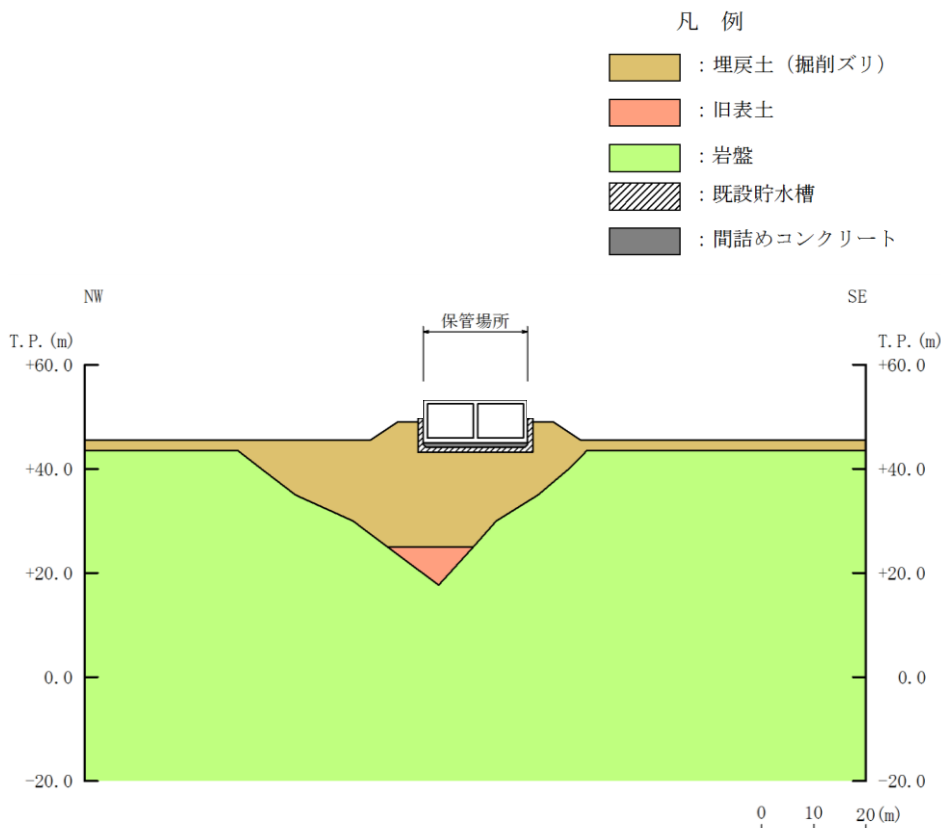 凡 例
：埋戻土（掘削ズリ）
：旧表土
：岩盤
：既設貯水槽
：間詰めコンクリート
NW
SE
保管場所
T.P.(m)
T.P.(m)
+60.0
+60.0
+40.0
+40.0
+20.0
+20.0
0.0
0.0
-20.0
-20.0
0 10 20(m)